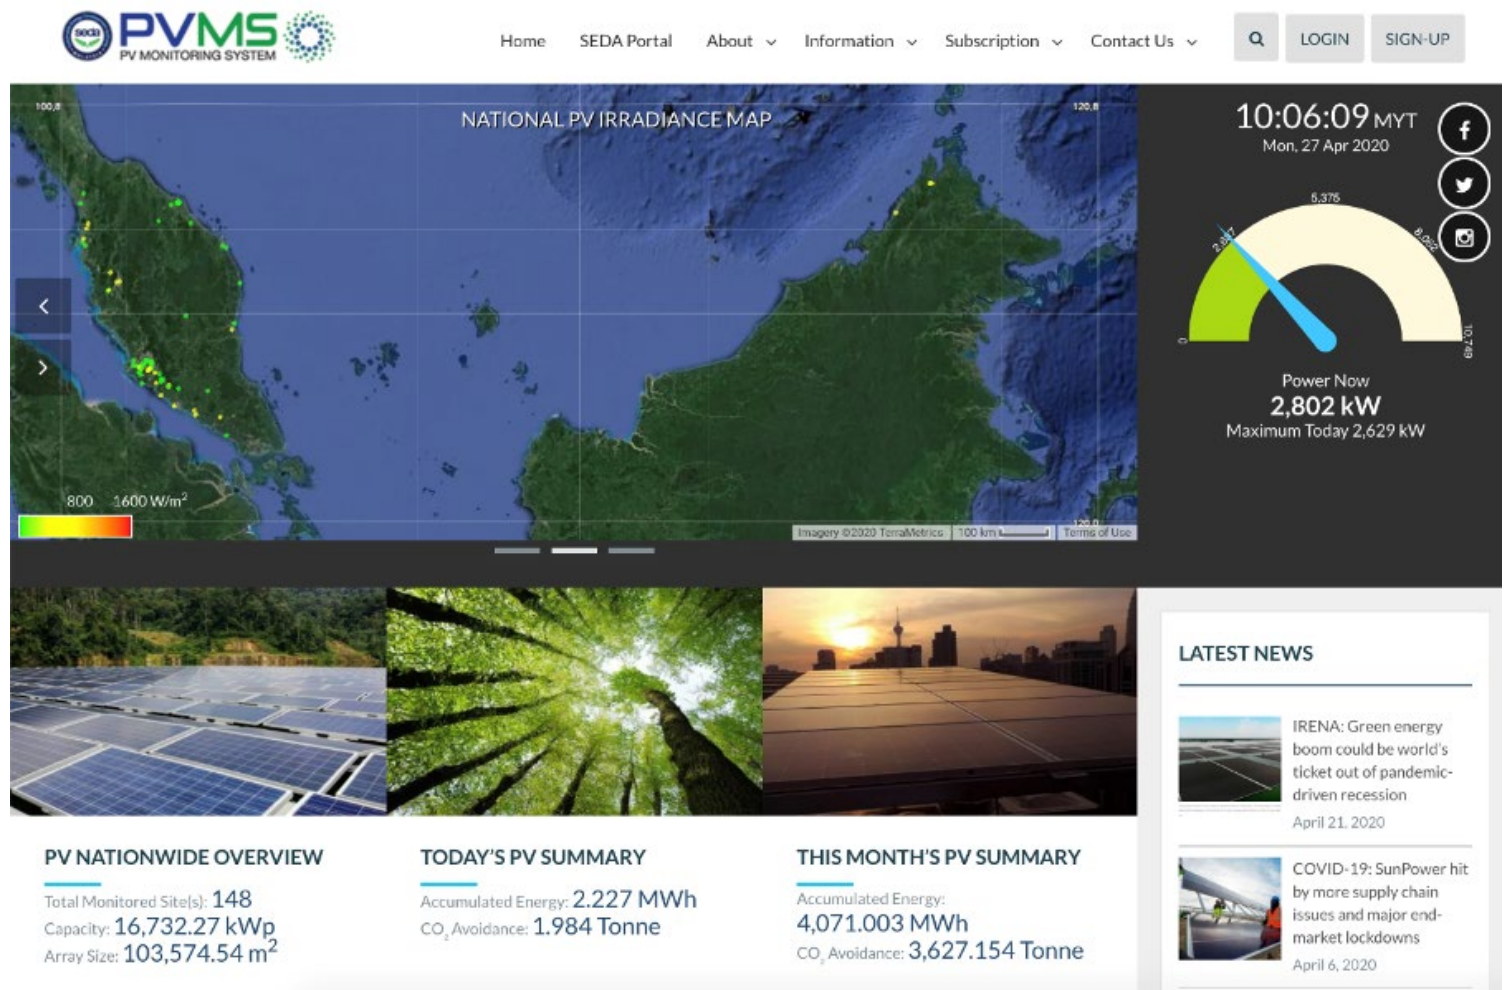 seda
PVMS
PV MONITORING SYSTEM
Home
SEDA Portal
About
Information
Subscription
Contact Us
LOGIN
SIGN-UP
100,8
NATIONAL PV IRRADIANCE MAP
120,8
800 1600 W/m²
Imagery ©2020 TerraMetrics
100 km
Terms of Use
10:06:09 MYT
Mon, 27 Apr 2020
0
5,375
10,749
Power Now
2,802 kW
Maximum Today 2,629 kW
PV NATIONWIDE OVERVIEW
Total Monitored Site(s): 148
Capacity: 16,732.27 kWp
Array Size: 103,574.54 m²
TODAY'S PV SUMMARY
Accumulated Energy: 2.227 MWh
CO₂ Avoidance: 1.984 Tonne
THIS MONTH'S PV SUMMARY
Accumulated Energy:
4,071.003 MWh
CO₂ Avoidance: 3,627.154 Tonne
LATEST NEWS
IRENA: Green energy
boom could be world's
ticket out of pandemic-
driven recession
April 21, 2020
COVID-19: SunPower hit
by more supply chain
issues and major end-
market lockdowns
April 6, 2020